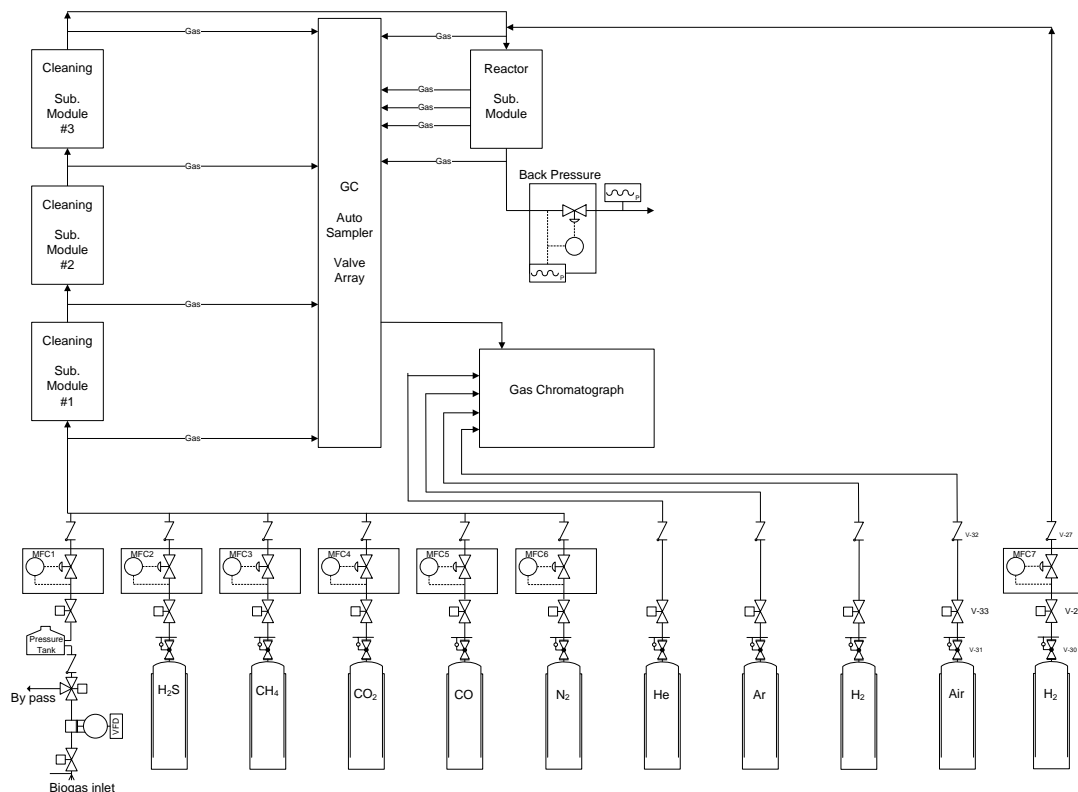 Gas
Gas
Cleaning
Sub.
Module
#3
Reactor
Sub.
Module
Gas
Gas
Gas
Gas
Gas
Back Pressure
P
P
Cleaning
Sub.
Module
#2
GC
Auto
Sampler
Valve
Array
Gas
Cleaning
Sub.
Module
#1
Gas Chromatograph
Gas
V-32
V-27
MFC1
MFC2
MFC3
MFC4
MFC5
MFC6
MFC7
V-33
V-2
Pressure
Tank
V-31
V-30
By pass
H2S
CH4
CO2
CO
N2
He
Ar
H2
Air
H2
VFD
Biogas inlet